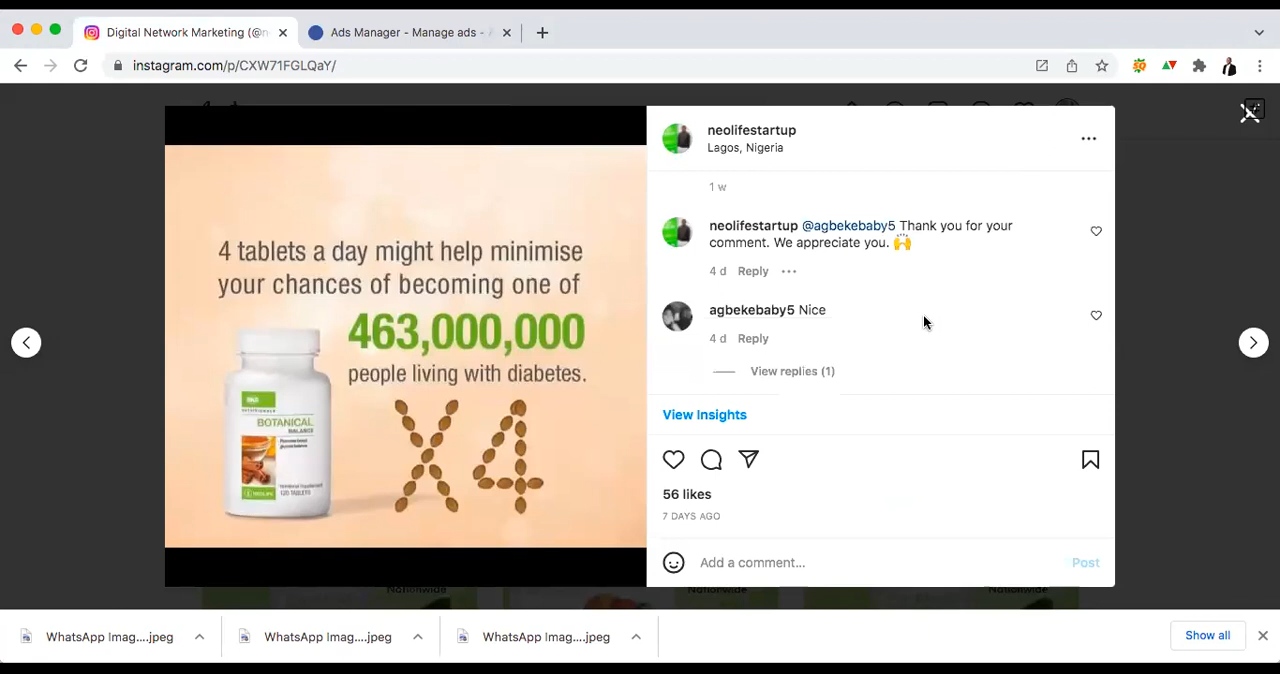 Digital Network Marketing (@n
Ads Manager - Manage ads -
instagram.com/p/CXW71FGLQaY/
neolifestartup
Lagos, Nigeria
1 w
neolifestartup @agbekebaby5 Thank you for your
comment. We appreciate you. 🙌
4 d Reply
agbekebaby5 Nice
4 d Reply
View replies (1)
View Insights
56 likes
7 DAYS AGO
Add a comment... Post
4 tablets a day might help minimise
your chances of becoming one of
463,000,000
people living with diabetes.
X4
BOTANICAL
BALANCE
NEOLIFE
120 TABLETS
Nationwide
Nationwide
Nationwide
WhatsApp Imag....jpeg
WhatsApp Imag....jpeg
WhatsApp Imag....jpeg
Show all